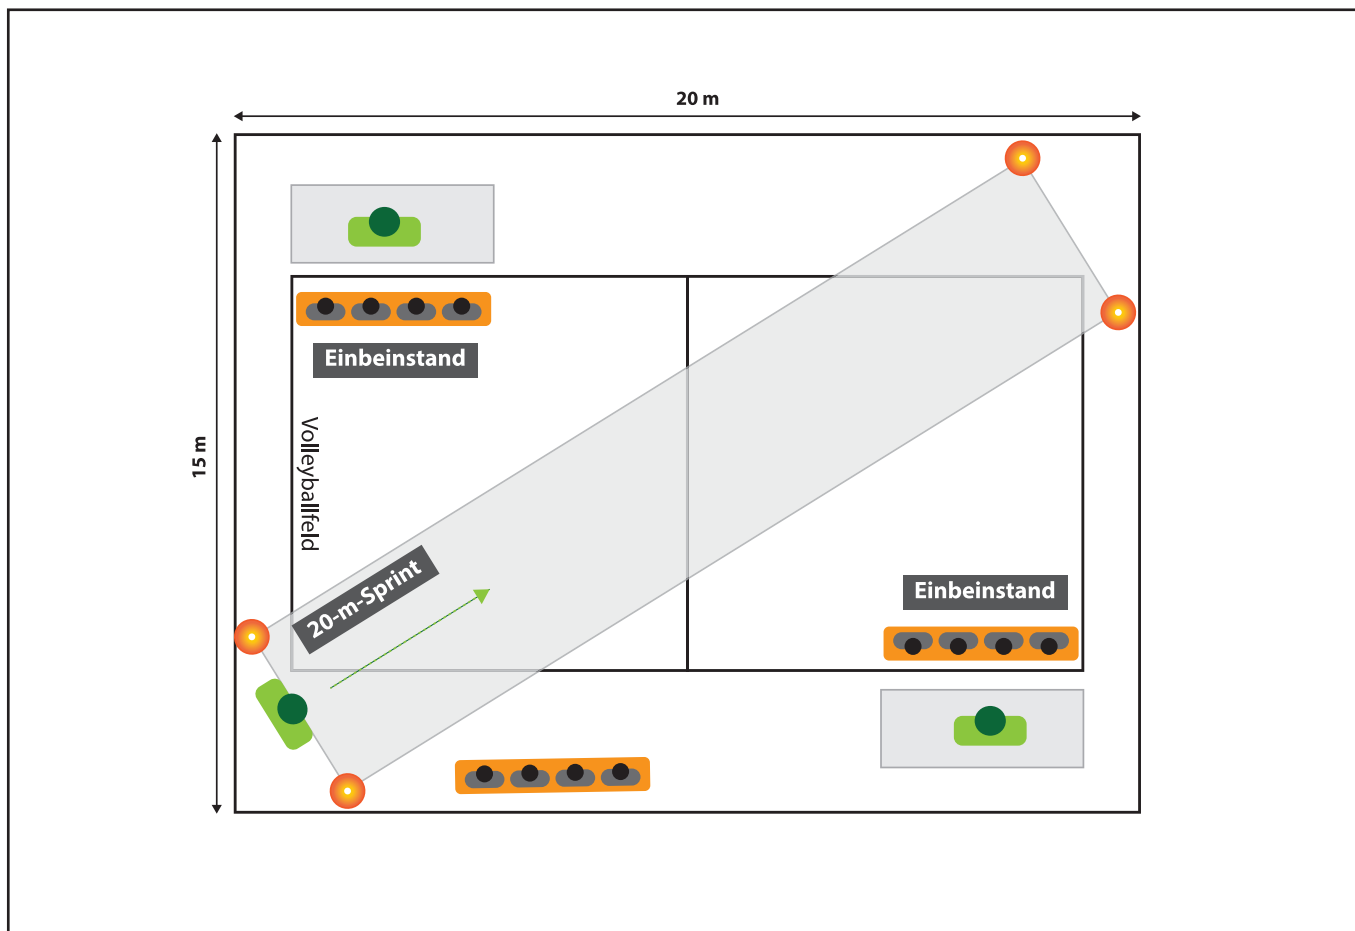 20 m
Einbeinstand
15 m
Volleyballfeld
20-m-Sprint
Einbeinstand